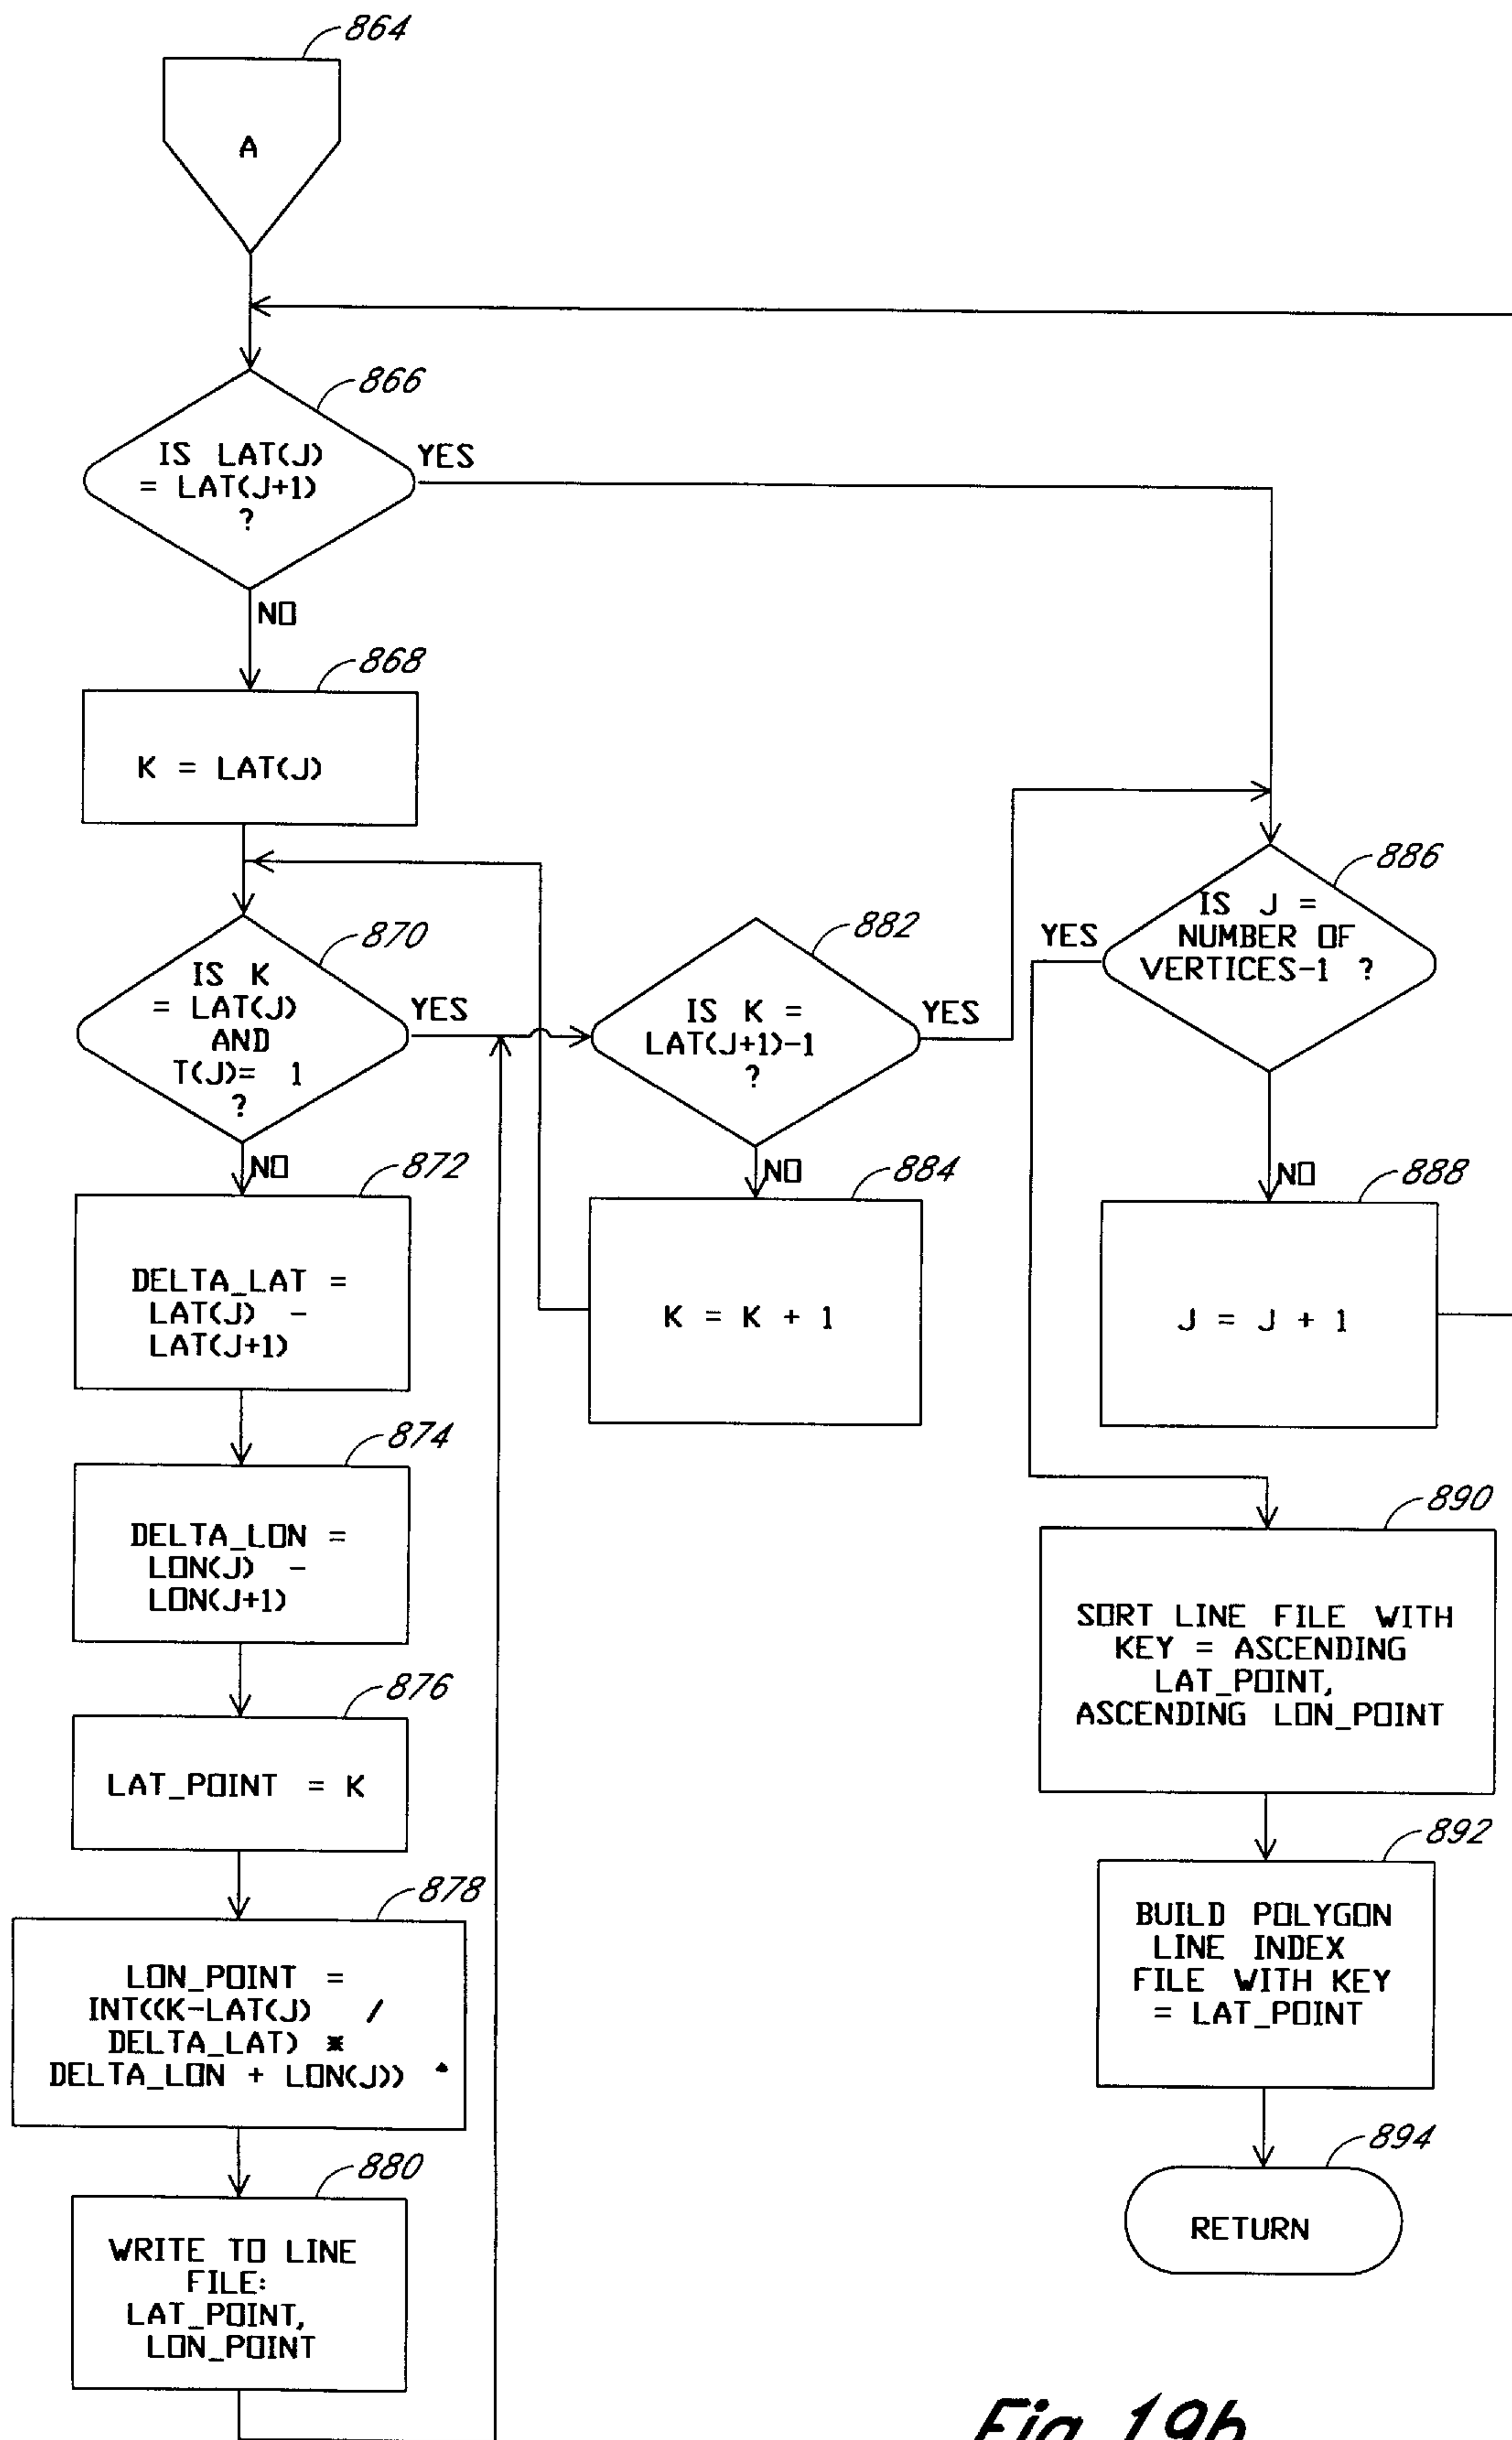 864
A
866
IS LAT(J)
= LAT(J+1)
?
YES
NO
868
K = LAT(J)
870
IS K
= LAT(J)
AND
T(J)= 1
?
YES
NO
872
DELTA_LAT =
LAT(J) -
LAT(J+1)
874
DELTA_LON =
LON(J) -
LON(J+1)
876
LAT_POINT = K
878
LON_POINT =
INT((K-LAT(J) /
DELTA_LAT) *
DELTA_LON + LON(J))
880
WRITE TO LINE
FILE:
LAT_POINT,
LON_POINT
882
IS K =
LAT(J+1)-1
?
YES
NO
884
K = K + 1
886
IS J =
NUMBER OF
VERTICES-1 ?
YES
NO
888
J = J + 1
890
SORT LINE FILE WITH
KEY = ASCENDING
LAT_POINT,
ASCENDING LON_POINT
892
BUILD POLYGON
LINE INDEX
FILE WITH KEY
= LAT_POINT
894
RETURN
Fig. 19b